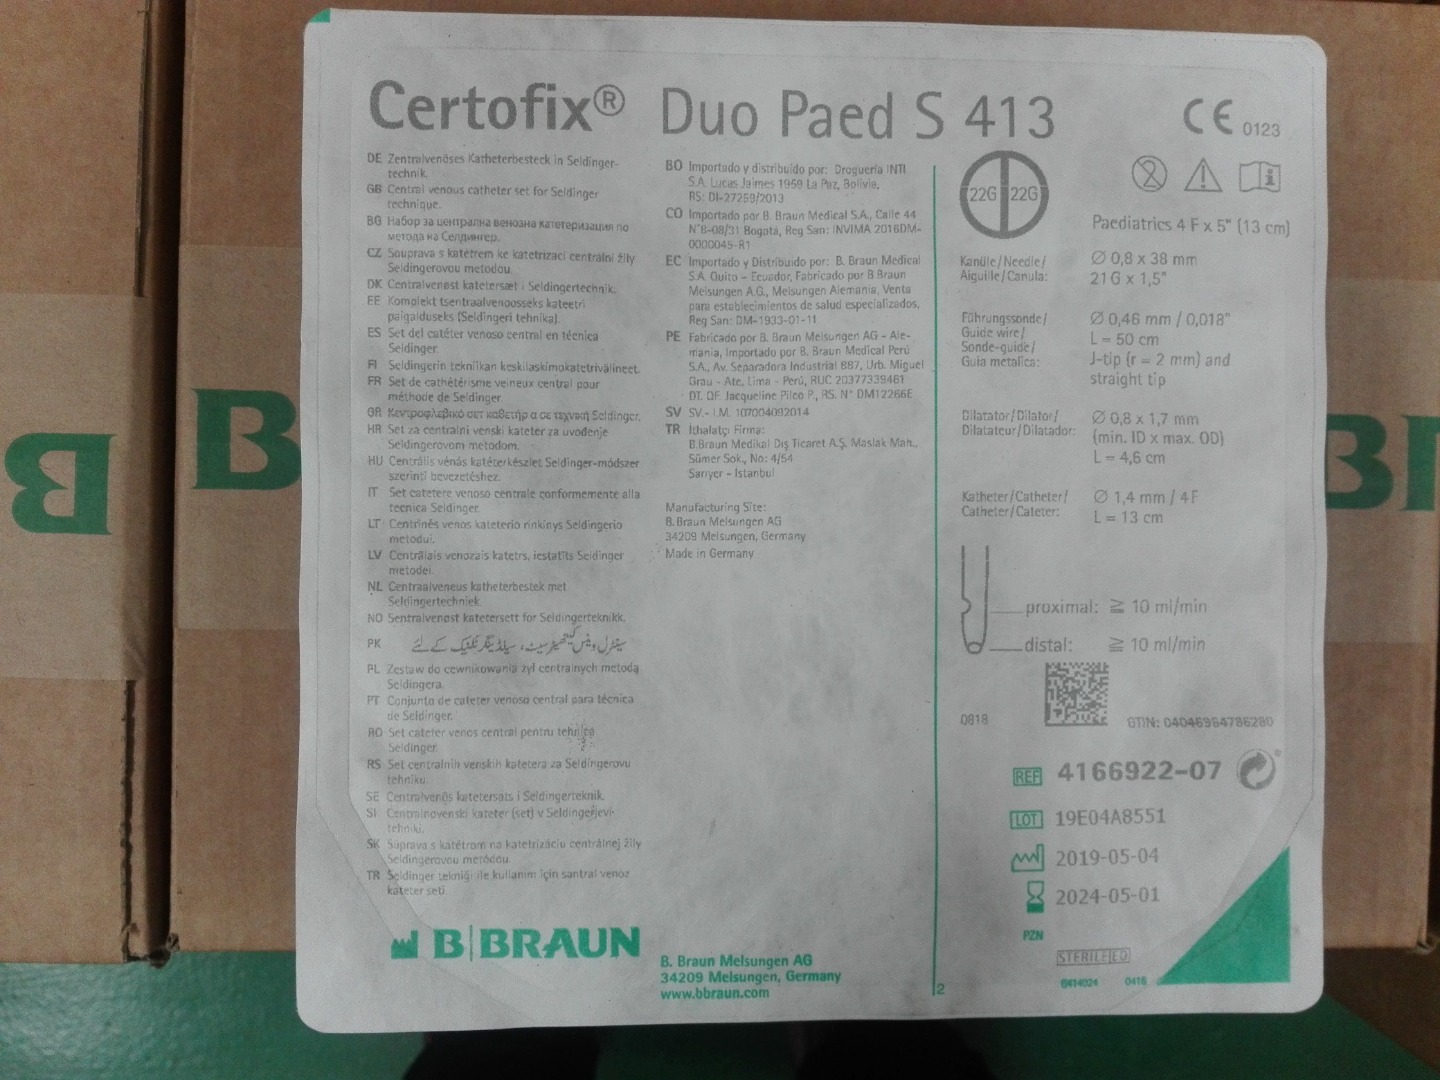 Certofix® Duo Paed S 413
CE 0123
DE Zentralvenöses Katheterbesteck in Seldinger-
technik.
GB Central venous catheter set for Seldinger
technique.
BG Набор за централна венозна катетеризация по
метода на Селдингер.
CZ Souprava s katétrem ke katetrizaci centrální žíly
Seldingerovou metodou.
DK Centralvenøst katetersæt i Seldingerteknik.
EE Komplekt tsentraalveenoosseks kateetri
paigalduseks (Seldingeri tehnika).
ES Set del catéter venoso central en técnica
Seldinger.
FI Seldingerin tekniikan keskilaskimokatetrivälineet.
FR Set de cathétérisme veineux central pour
méthode de Seldinger.
GR Κεντροφλεβικό σετ καθετήρα σε τεχνική Seldinger.
HR Set za centralni venski kateter za uvođenje
Seldingerovom metodom.
HU Centrális vénás katéterkészlet Seldinger-módszer
szerinti bevezetéshez.
IT Set catetere venoso centrale conformemente alla
tecnica Seldinger.
LT Centrinės venos kateterio rinkinys Seldingerio
metodui.
LV Centrālais venozais katetrs, iestatīts Seldinger
metodei.
NL Centraalveneus katheterbestek met
Seldingertechniek.
NO Sentralvenøst katetersett for Seldingerteknikk.
PK سینٹرل وینس کیتھیٹر سیٹ، سیلڈینگر تکنیک کے لئے
PL Zestaw do cewnikowania żył centralnych metodą
Seldingera.
PT Conjunto de cateter venoso central para técnica
de Seldinger.
RO Set cateter venos central pentru tehnica
Seldinger.
RS Set centralnih venskih katetera za Seldingerovu
tehniku.
SE Centralvenös katetersats i Seldingerteknik.
SI Centralnovenski kateter (set) v Seldingerjevi
tehniki.
SK Súprava s katétrom na katetrizáciu centrálnej žily
Seldingerovou metódou.
TR Seldinger tekniği ile kullanım için santral venöz
kateter seti.
BO Importado y distribuido por: Droguería INTI
S.A. Lucas Jaimes 1959 La Paz, Bolivia,
RS: DI-27259/2013
CO Importado por B. Braun Medical S.A., Calle 44
N°8-08/31 Bogotá, Reg San: INVIMA 2016DM-
0000045-R1
EC Importado y Distribuido por: B. Braun Medical
S.A. Quito - Ecuador, Fabricado por B Braun
Melsungen A.G., Melsungen Alemania, Venta
para establecimientos de salud especializados.
Reg San: DM-1933-01-11
PE Fabricado por B. Braun Melsungen AG - Ale-
mania, Importado por B. Braun Medical Perú
S.A., Av. Separadora Industrial 887, Urb. Miguel
Grau - Ate, Lima - Perú, RUC 20377339461
DT. QF. Jacqueline Pilco P., RS. N° DM12266E
SV SV.- I.M. 107004092014
TR İthalatçı Firma:
B.Braun Medikal Dış Ticaret A.Ş. Maslak Mah.,
Sümer Sok., No: 4/54
Sarıyer - İstanbul
Manufacturing Site:
B. Braun Melsungen AG
34209 Melsungen, Germany
Made in Germany
22G 22G
Paediatrics 4 F x 5" (13 cm)
Kanüle/Needle/
Aiguille/Canula:
Ø 0,8 x 38 mm
21 G x 1,5"
Führungssonde/
Guide wire/
Sonde-guide/
Guia metalica:
Ø 0,46 mm / 0,018"
L = 50 cm
J-tip (r = 2 mm) and
straight tip
Dilatator/Dilator/
Dilatateur/Dilatador:
Ø 0,8 x 1,7 mm
(min. ID x max. OD)
L = 4,6 cm
Katheter/Catheter/
Catheter/Cateter:
Ø 1,4 mm / 4 F
L = 13 cm
proximal: ≧ 10 ml/min
distal: ≧ 10 ml/min
0818
GTIN: 04046964786280
REF 4166922-07
LOT 19E04A8551
2019-05-04
2024-05-01
PZN
STERILE EO
6414024 0416
2
B|BRAUN
B. Braun Melsungen AG
34209 Melsungen, Germany
www.bbraun.com
B
B
B